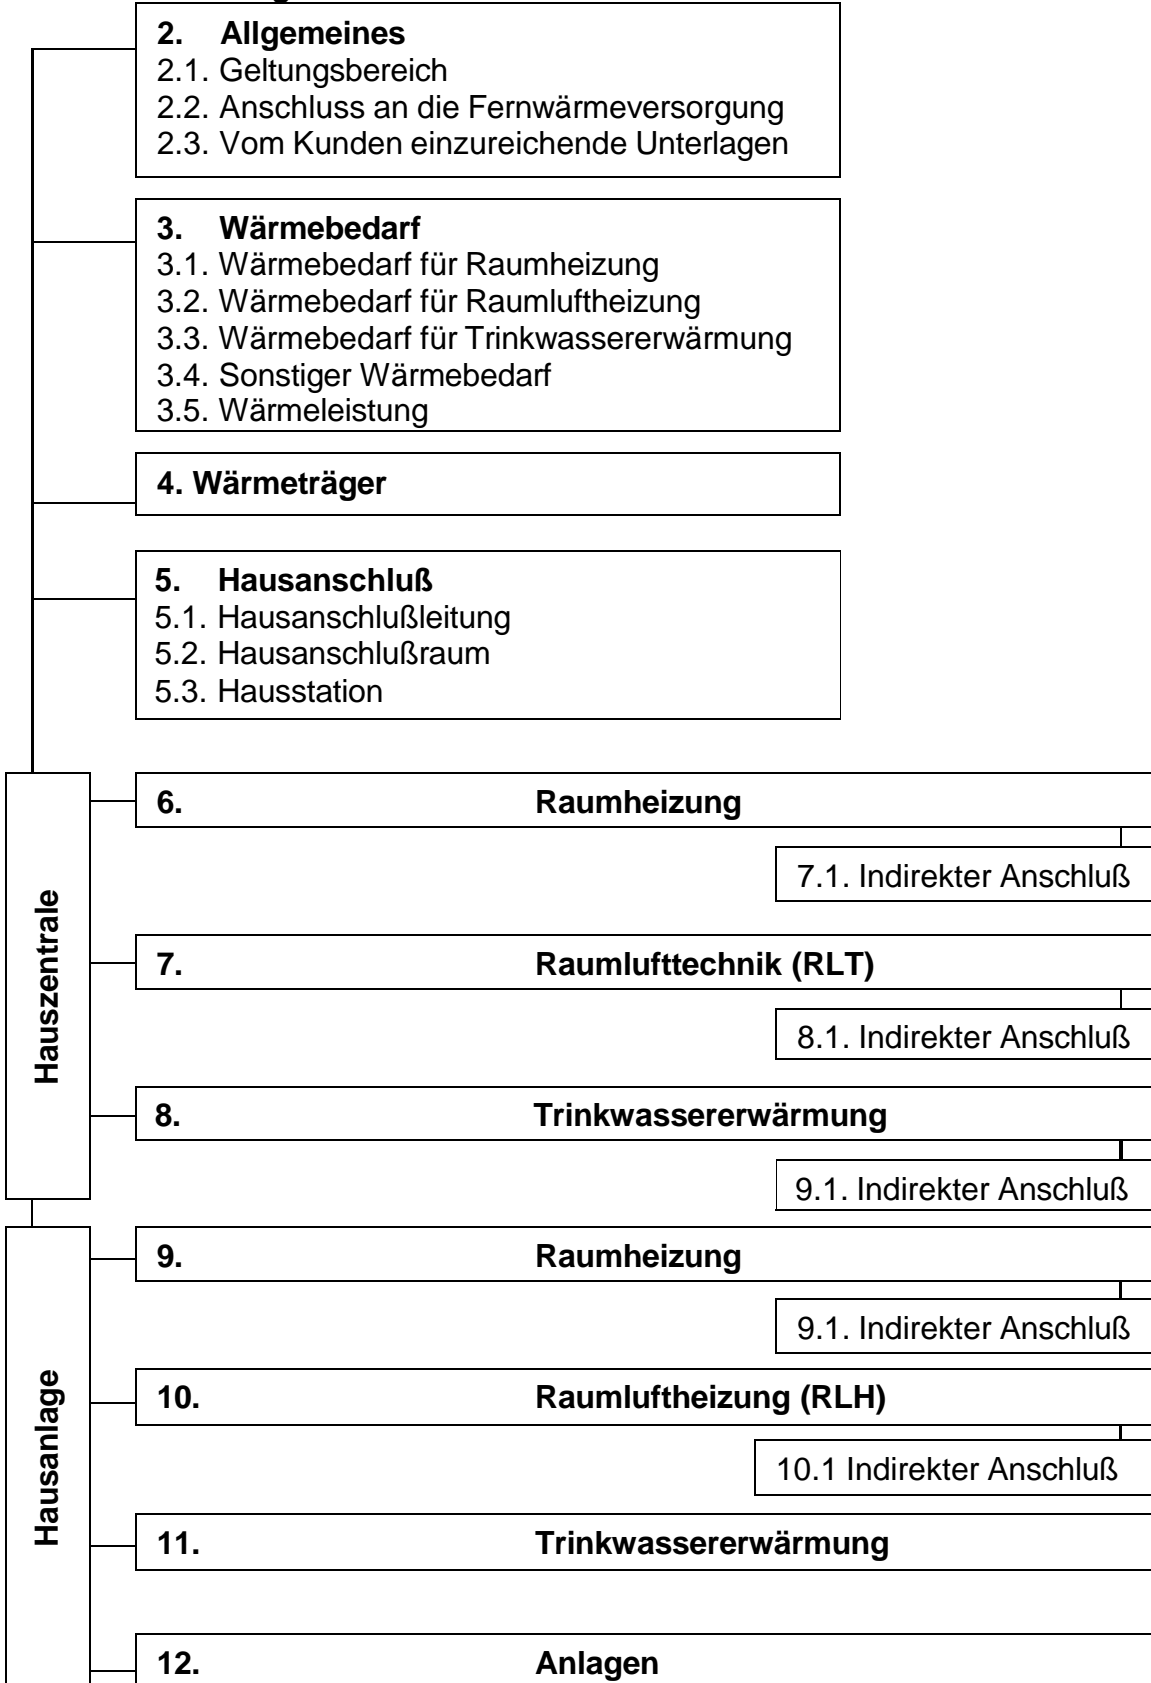 2. Allgemeines
2.1. Geltungsbereich
2.2. Anschluss an die Fernwärmeversorgung
2.3. Vom Kunden einzureichende Unterlagen
3. Wärmebedarf
3.1. Wärmebedarf für Raumheizung
3.2. Wärmebedarf für Raumluftheizung
3.3. Wärmebedarf für Trinkwassererwärmung
3.4. Sonstiger Wärmebedarf
3.5. Wärmeleistung
4. Wärmeträger
5. Hausanschluß
5.1. Hausanschlußleitung
5.2. Hausanschlußraum
5.3. Hausstation
Hauszentrale
6. Raumheizung
7.1. Indirekter Anschluß
7. Raumlufttechnik (RLT)
8.1. Indirekter Anschluß
8. Trinkwassererwärmung
9.1. Indirekter Anschluß
Hausanlage
9. Raumheizung
9.1. Indirekter Anschluß
10. Raumluftheizung (RLH)
10.1 Indirekter Anschluß
11. Trinkwassererwärmung
12. Anlagen